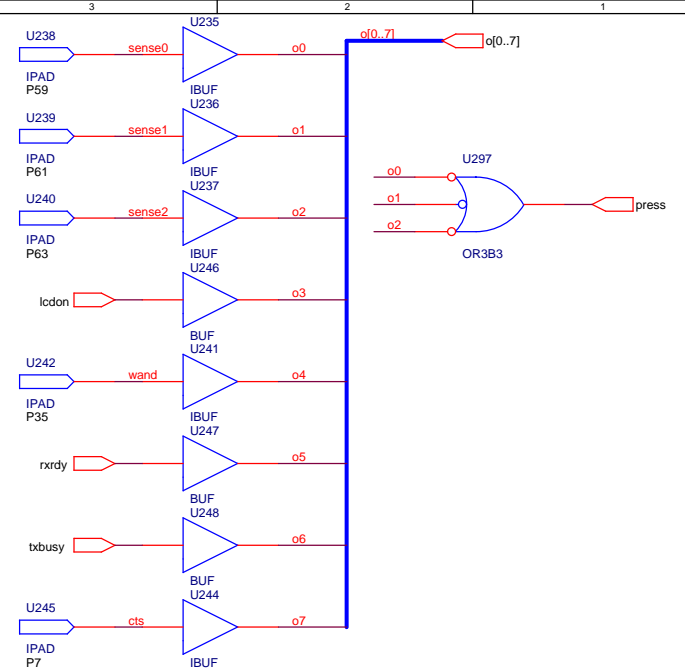 3 2 1
U235
U238
sense0 o0 o[0..7] o[0..7]
IPAD IBUF
P59 U236
U239
sense1 o1
IPAD IBUF
P61 U237
U240
sense2 o2
IPAD IBUF
P63 U246
lcdon o3
BUF
U241
U242
wand o4
IPAD IBUF
P35 U247
rxrdy o5
BUF
U248
txbusy o6
BUF
U244
U245
cts o7
IPAD IBUF
P7
U297
o0
o1 press
o2
OR3B3